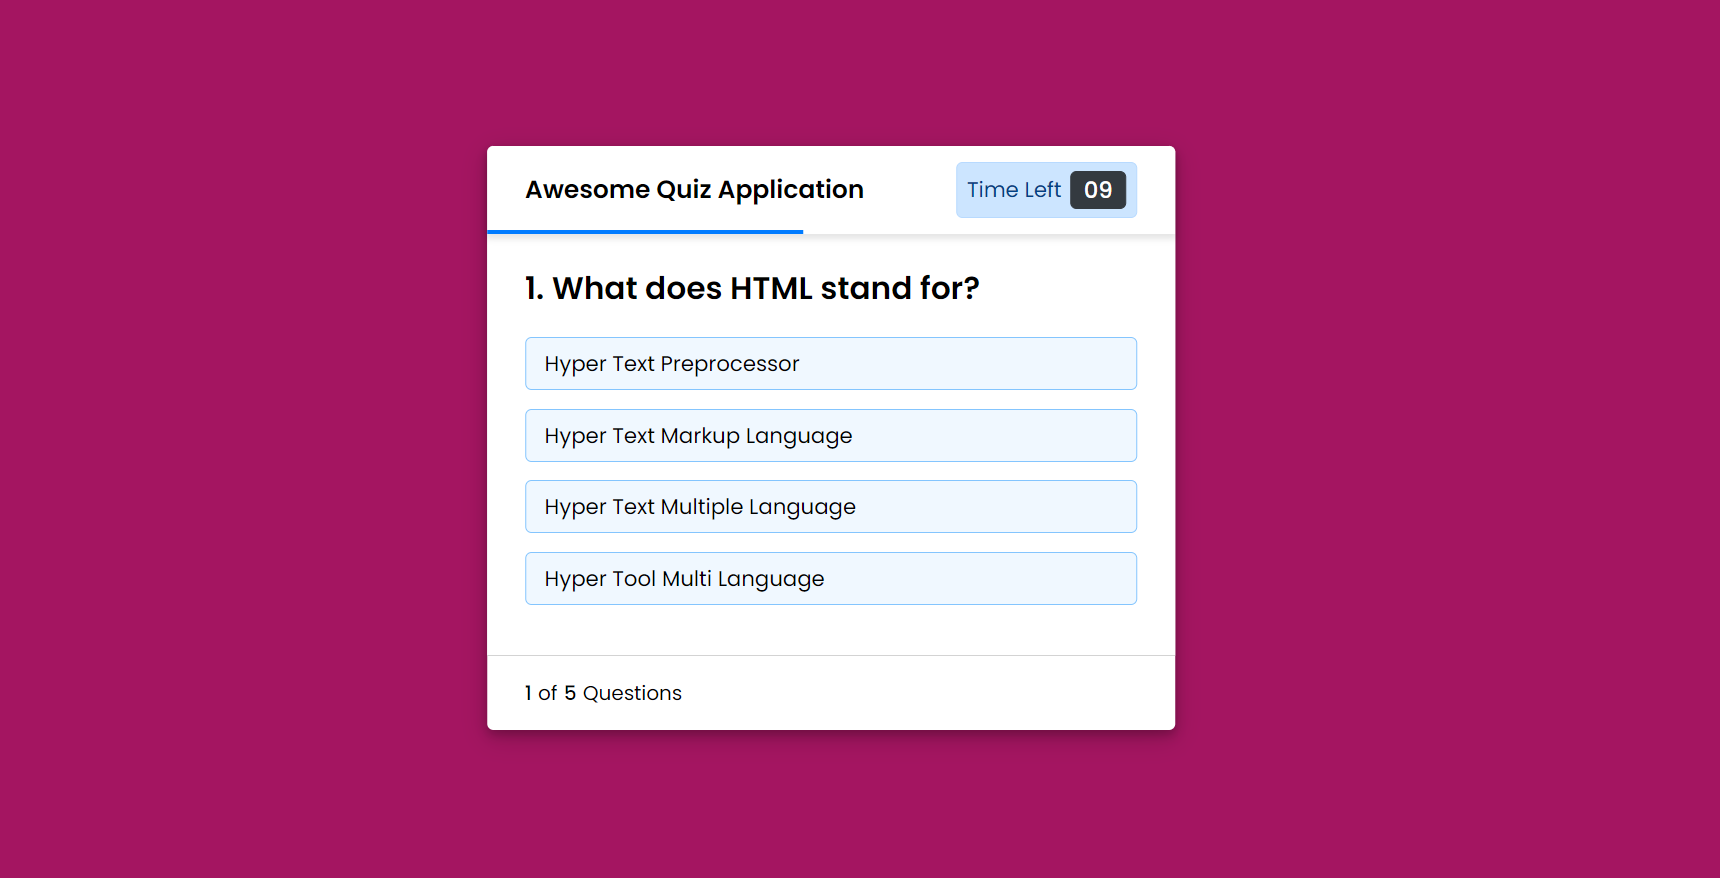 Awesome Quiz Application
Time Left 09
1. What does HTML stand for?
Hyper Text Preprocessor
Hyper Text Markup Language
Hyper Text Multiple Language
Hyper Tool Multi Language
1 of 5 Questions